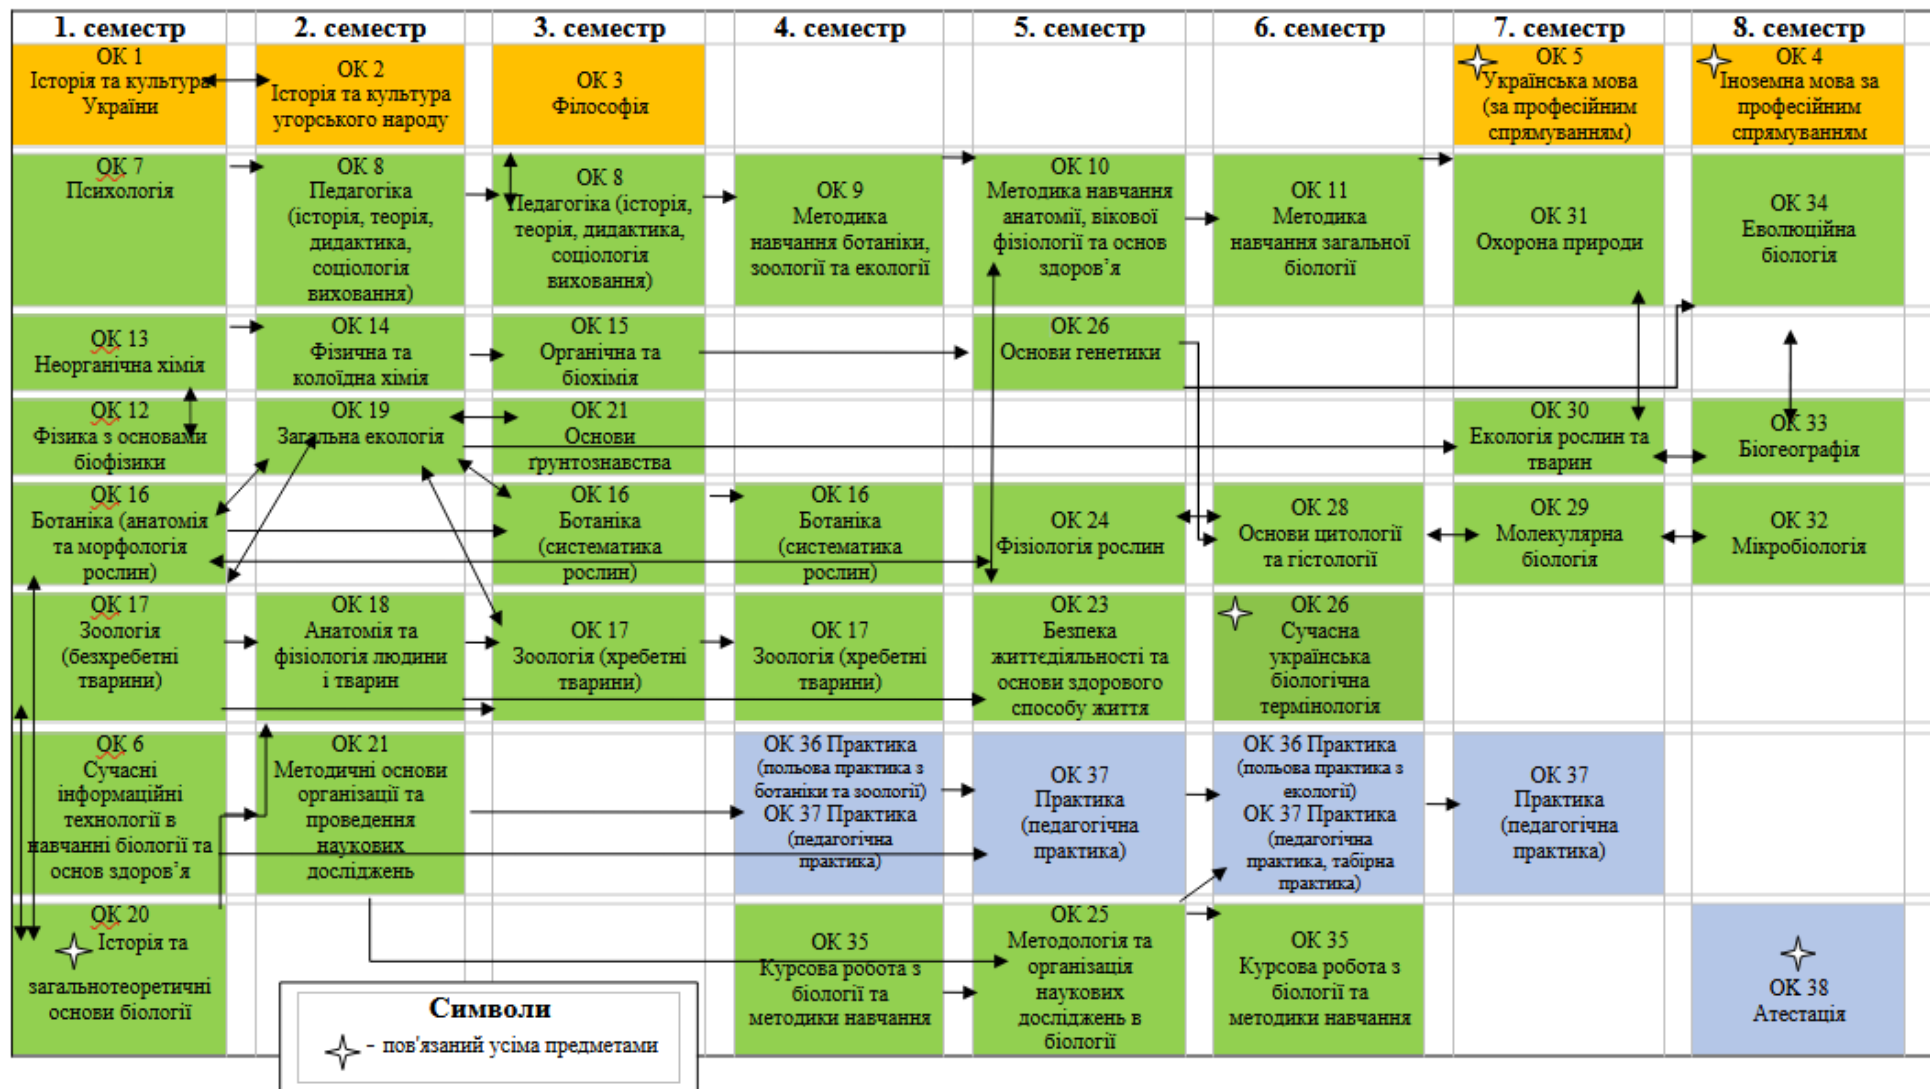 1. семестр
2. семестр
3. семестр
4. семестр
5. семестр
6. семестр
7. семестр
8. семестр
ОК 1
Історія та культура
України
ОК 2
Історія та культура
угорського народу
ОК 3
Філософія
ОК 5
Українська мова
(за професійним
спрямуванням)
ОК 4
Іноземна мова за
професійним
спрямуванням
ОК 7
Психологія
ОК 8
Педагогіка
(історія, теорія,
дидактика,
соціологія
виховання)
ОК 8
Педагогіка (історія,
теорія, дидактика,
соціологія
виховання)
ОК 9
Методика
навчання ботаніки,
зоології та екології
ОК 10
Методика навчання
анатомії, вікової
фізіології та основ
здоров’я
ОК 11
Методика
навчання загальної
біології
ОК 31
Охорона природи
ОК 34
Еволюційна
біологія
ОК 13
Неорганічна хімія
ОК 14
Фізична та
колоїдна хімія
ОК 15
Органічна та
біохімія
ОК 26
Основи генетики
ОК 12
Фізика з основами
біофізики
ОК 19
Загальна екологія
ОК 21
Основи
ґрунтознавства
ОК 30
Екологія рослин та
тварин
ОК 33
Біогеографія
ОК 16
Ботаніка (анатомія
та морфологія
рослин)
ОК 16
Ботаніка
(систематика
рослин)
ОК 16
Ботаніка
(систематика
рослин)
ОК 24
Фізіологія рослин
ОК 28
Основи цитології
та гістології
ОК 29
Молекулярна
біологія
ОК 32
Мікробіологія
ОК 17
Зоологія
(безхребетні
тварини)
ОК 18
Анатомія та
фізіологія людини
і тварин
ОК 17
Зоологія (хребетні
тварини)
ОК 17
Зоологія (хребетні
тварини)
ОК 23
Безпека
життєдіяльності та
основи здорового
способу життя
ОК 26
Сучасна
українська
біологічна
термінологія
ОК 6
Сучасні
інформаційні
технології в
навчанні біології та
основ здоров’я
ОК 21
Методичні основи
організації та
проведення
наукових
досліджень
ОК 36 Практика
(польова практика з
ботаніки та зоології)
ОК 37 Практика
(педагогічна
практика)
ОК 37
Практика
(педагогічна
практика)
ОК 36 Практика
(польова практика з
екології)
ОК 37 Практика
(педагогічна
практика, табірна
практика)
ОК 37
Практика
(педагогічна
практика)
ОК 20
Історія та
загальнотеоретичні
основи біології
ОК 35
Курсова робота з
біології та
методики навчання
ОК 25
Методологія та
організація
наукових
досліджень в
біології
ОК 35
Курсова робота з
біології та
методики навчання
ОК 38
Атестація
Символи
- пов'язаний усіма предметами